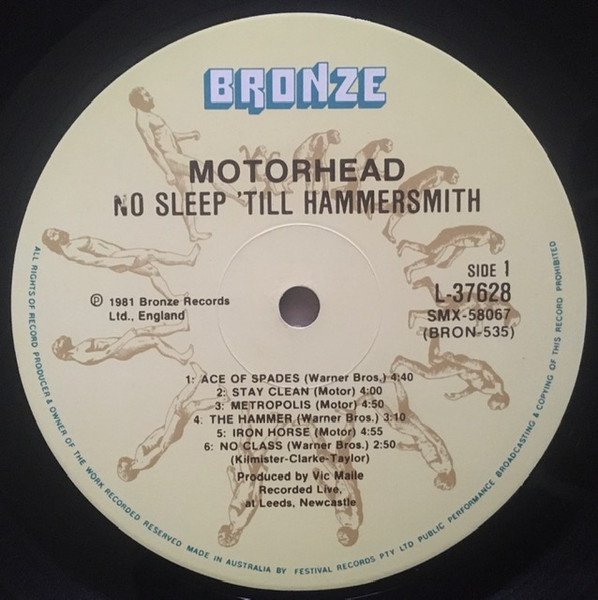 BRONZE
MOTORHEAD
NO SLEEP 'TILL HAMMERSMITH
SIDE 1
L-37628
SMX-58067
(BRON-535)
℗ 1981 Bronze Records
Ltd., England
1: ACE OF SPADES (Warner Bros.) 4:40
2: STAY CLEAN (Motor) 4:00
3: METROPOLIS (Motor) 4:50
4: THE HAMMER (Warner Bros.) 3:10
5: IRON HORSE (Motor) 4:55
6: NO CLASS (Warner Bros.) 2:50
(Kilmister-Clarke-Taylor)
Produced by Vic Maile
Recorded Live,
at Leeds, Newcastle
ALL RIGHTS OF RECORD PRODUCER & OWNER OF THE WORK RECORDED RESERVED MADE IN AUSTRALIA BY FESTIVAL RECORDS PTY LTD PUBLIC PERFORMANCE BROADCASTING & COPYING OF THIS RECORD PROHIBITED